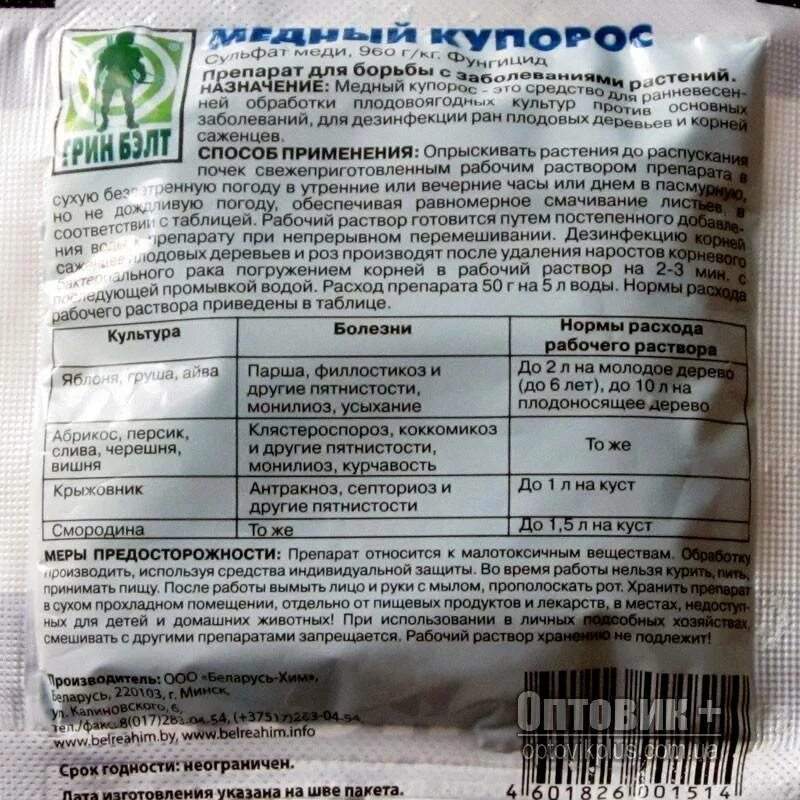 МЕДНЫЙ КУПОРОС
Сульфат меди, 960 г/кг. Фунгицид
Препарат для борьбы с заболеваниями растений.
НАЗНАЧЕНИЕ: Медный купорос - это средство для ранневесен-
ней обработки плодовоягодных культур против основных
заболеваний, для дезинфекции ран плодовых деревьев и корней
саженцев.
ГРИН БЭЛТ
СПОСОБ ПРИМЕНЕНИЯ: Опрыскивать растения до распускания
почек свежеприготовленным рабочим раствором препарата в
сухую безветренную погоду в утренние или вечерние часы или днем в пасмурную,
но не дождливую погоду, обеспечивая равномерное смачивание листьев, в
соответствии с таблицей. Рабочий раствор готовится путем постепенного добавле-
ния воды к препарату при непрерывном перемешивании. Дезинфекцию корней
саженцев плодовых деревьев и роз производят после удаления наростов корневого
бактериального рака погружением корней в рабочий раствор на 2-3 мин. с
последующей промывкой водой. Расход препарата 50 г на 5 л воды. Нормы расхода
рабочего раствора приведены в таблице.
Культура Болезни Нормы расхода
рабочего раствора
Яблоня, груша, айва Парша, филлостикоз и До 2 л на молодое дерево
другие пятнистости, (до 6 лет), до 10 л на
монилиоз, усыхание плодоносящее дерево
Абрикос, персик, Клястероспороз, коккомикоз
слива, черешня, и другие пятнистости, То же
вишня монилиоз, курчавость
Крыжовник Антракноз, септориоз и До 1 л на куст
другие пятнистости
Смородина То же До 1,5 л на куст
МЕРЫ ПРЕДОСТОРОЖНОСТИ: Препарат относится к малотоксичным веществам. Обработку
производить, используя средства индивидуальной защиты. Во время работы нельзя курить, пить,
принимать пищу. После работы вымыть лицо и руки с мылом, прополоскать рот. Хранить препарат
в сухом прохладном помещении, отдельно от пищевых продуктов и лекарств, в местах, недоступ-
ных для детей и домашних животных! При использовании в личных подсобных хозяйствах,
смешивать с другими препаратами запрещается. Рабочий раствор хранению не подлежит!
Производитель: ООО «Беларусь-Хим»,
Беларусь, 220103, г. Минск,
ул. Калиновского, 6,
тел./факс 8(017)283-04-54, (+37517)283-04-54
www.belreahim.by, www.belreahim.info
Срок годности: неограничен.
Дата изготовления указана на шве пакета.
Оптовик +
optovikplus.com.ua
4 601826 001514